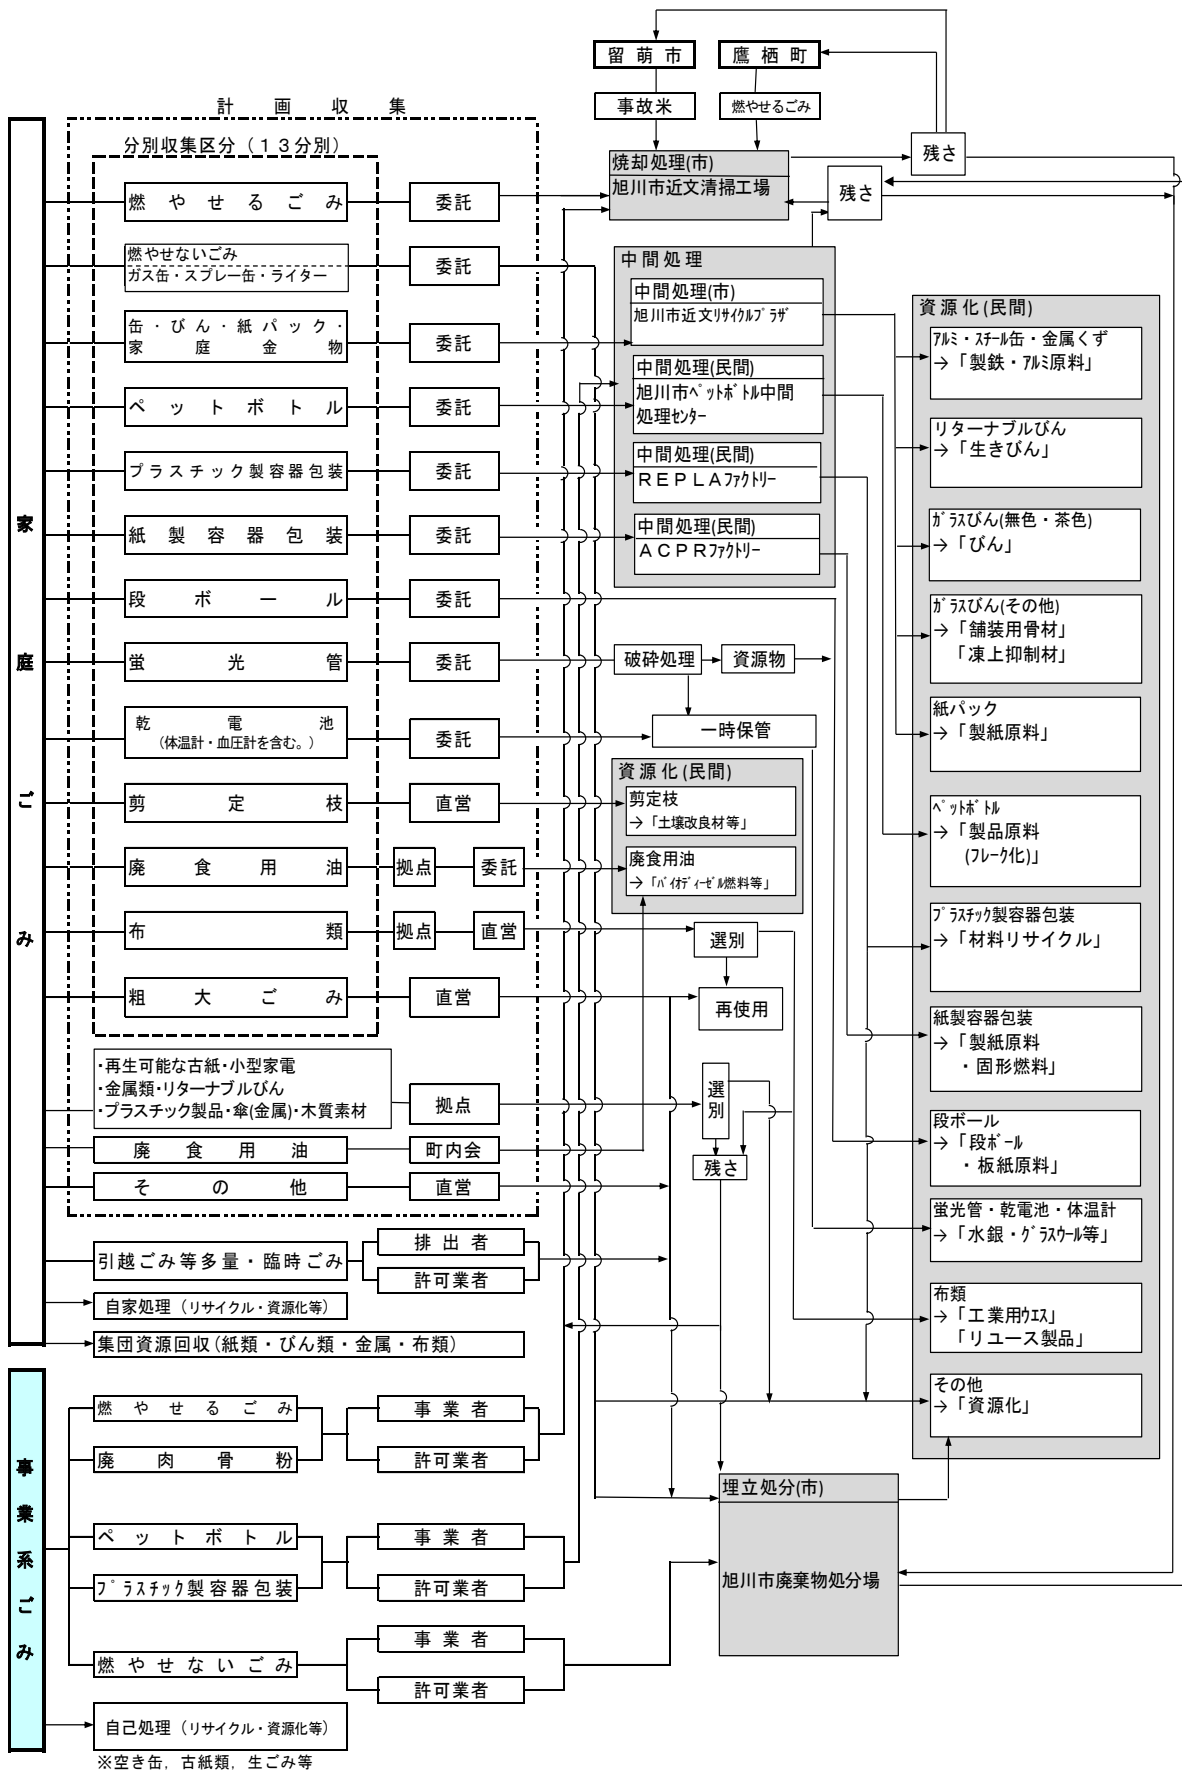 留萌市
鷹栖町
事故米
燃やせるごみ
計画収集
分別収集区分(13分別)
焼却処理(市)
旭川市近文清掃工場
残さ
残さ
家庭ごみ
燃やせるごみ
委託
燃やせないごみ
ガス缶・スプレー缶・ライター
委託
缶・びん・紙パック・
家庭金物
委託
ペットボトル
委託
プラスチック製容器包装
委託
紙製容器包装
委託
段ボール
委託
蛍光管
委託
乾電池
(体温計・血圧計を含む。)
委託
剪定枝
直営
廃食用油
拠点
委託
布類
拠点
直営
粗大ごみ
直営
・再生可能な古紙・小型家電
・金属類・リターナブルびん
・プラスチック製品・傘(金属)・木質素材
拠点
廃食用油
町内会
その他
直営
引越ごみ等多量・臨時ごみ
排出者
許可業者
自家処理(リサイクル・資源化等)
集団資源回収(紙類・びん類・金属・布類)
中間処理
中間処理(市)
旭川市近文リサイクルプラザ
中間処理(民間)
旭川市ペットボトル中間
処理センター
中間処理(民間)
REPLAファクトリー
中間処理(民間)
ACPRファクトリー
破砕処理
資源物
一時保管
資源化(民間)
剪定枝
→「土壌改良材等」
廃食用油
→「バイオディーゼル燃料等」
選別
再使用
選別
残さ
資源化(民間)
アルミ・スチール缶・金属くず
→「製鉄・アルミ原料」
リターナブルびん
→「生きびん」
ガラスびん(無色・茶色)
→「びん」
ガラスびん(その他)
→「舗装用骨材」
「凍上抑制材」
紙パック
→「製紙原料」
ペットボトル
→「製品原料
(フレーク化)」
プラスチック製容器包装
→「材料リサイクル」
紙製容器包装
→「製紙原料
・固形燃料」
段ボール
→「段ボール
・板紙原料」
蛍光管・乾電池・体温計
→「水銀・グラスウール等」
布類
→「工業用ウエス」
「リユース製品」
その他
→「資源化」
事業系ごみ
燃やせるごみ
廃肉骨粉
事業者
許可業者
ペットボトル
プラスチック製容器包装
事業者
許可業者
燃やせないごみ
事業者
許可業者
自己処理(リサイクル・資源化等)
※空き缶,古紙類,生ごみ等
埋立処分(市)
旭川市廃棄物処分場